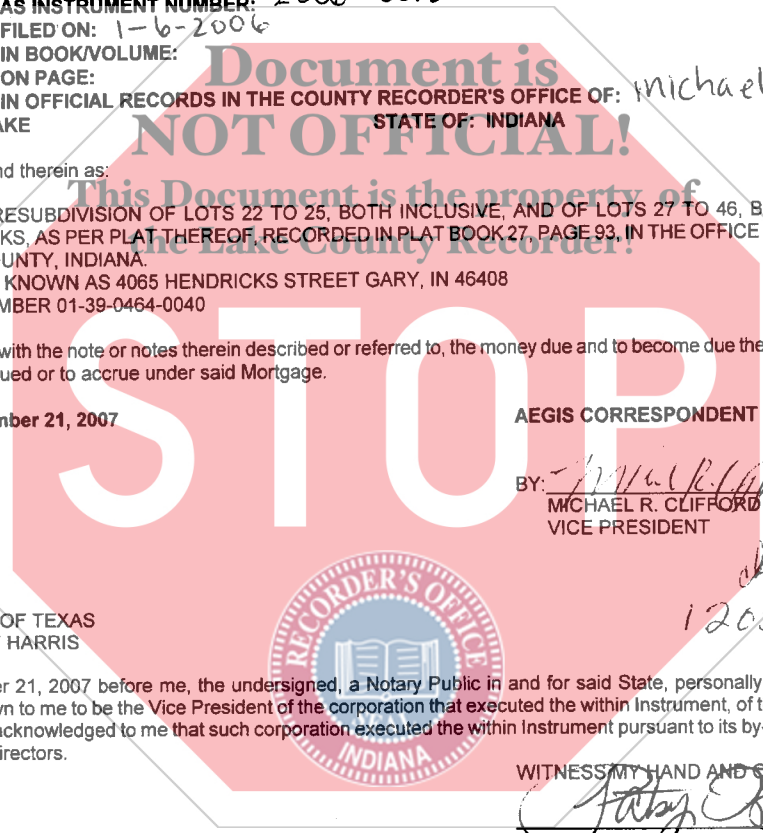 AS INSTRUMENT NUMBER:
FILED ON: 1-6-2006
IN BOOK/VOLUME:
ON PAGE:
IN OFFICIAL RECORDS IN THE COUNTY RECORDER'S OFFICE OF: Michael
AKE STATE OF: INDIANA
Document is
NOT OFFICIAL!
This Document is the property of
the Lake County Recorder!
nd therein as:
RESUBDIVISION OF LOTS 22 TO 25, BOTH INCLUSIVE, AND OF LOTS 27 TO 46, B
KS, AS PER PLAT THEREOF, RECORDED IN PLAT BOOK 27, PAGE 93, IN THE OFFICE
UNTY, INDIANA.
KNOWN AS 4065 HENDRICKS STREET GARY, IN 46408
MBER 01-39-0464-0040
with the note or notes therein described or referred to, the money due and to become due the
ued or to accrue under said Mortgage.
STOP
mber 21, 2007
AEGIS CORRESPONDENT
BY:
MICHAEL R. CLIFFORD
VICE PRESIDENT
OF TEXAS
HARRIS
RECORDER'S OFFICE
SEAL
INDIANA
er 21, 2007 before me, the undersigned, a Notary Public in and for said State, personally
wn to me to be the Vice President of the corporation that executed the within Instrument, of t
acknowledged to me that such corporation executed the within Instrument pursuant to its by-
irectors.
WITNESS MY HAND AND